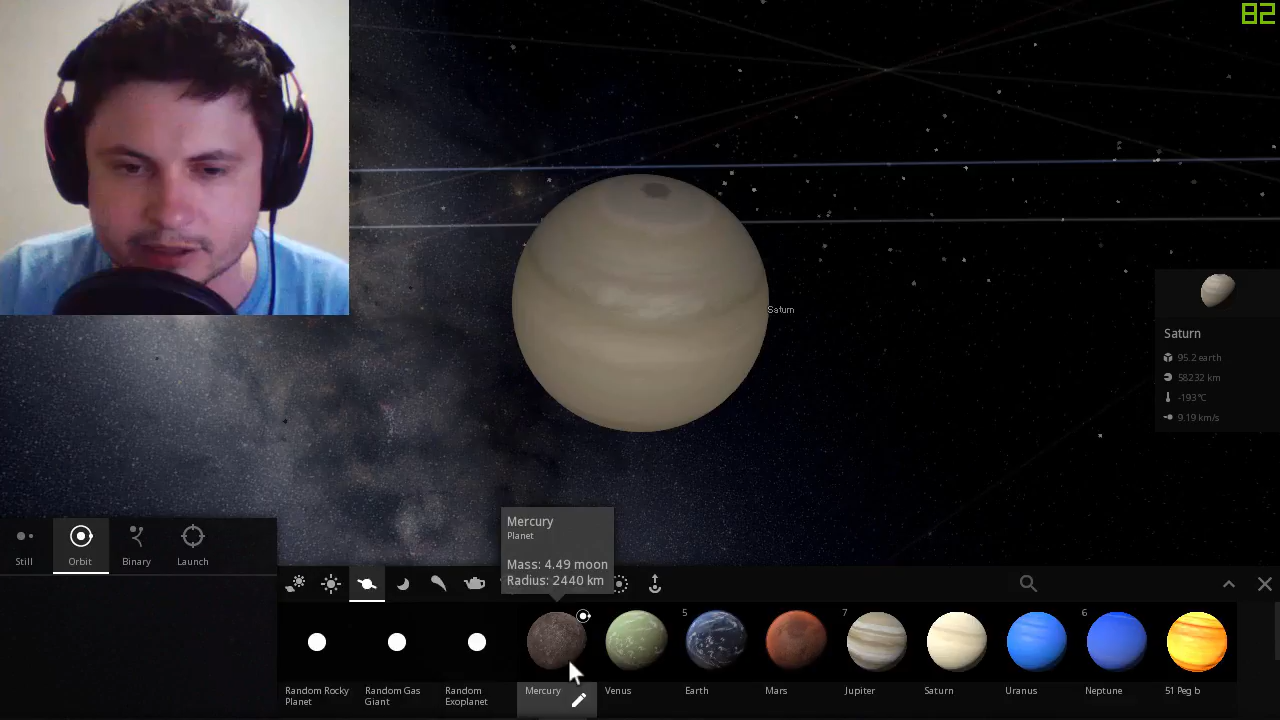 82
Saturn
Saturn
95.2 earth
58232 km
-193°C
9.19 km/s
Mercury
Planet
Mass: 4.49 moon
Radius: 2440 km
Still
Orbit
Binary
Launch
5
7
6
Random Rocky
Planet
Random Gas
Giant
Random
Exoplanet
Mercury
Venus
Earth
Mars
Jupiter
Saturn
Uranus
Neptune
51 Peg b